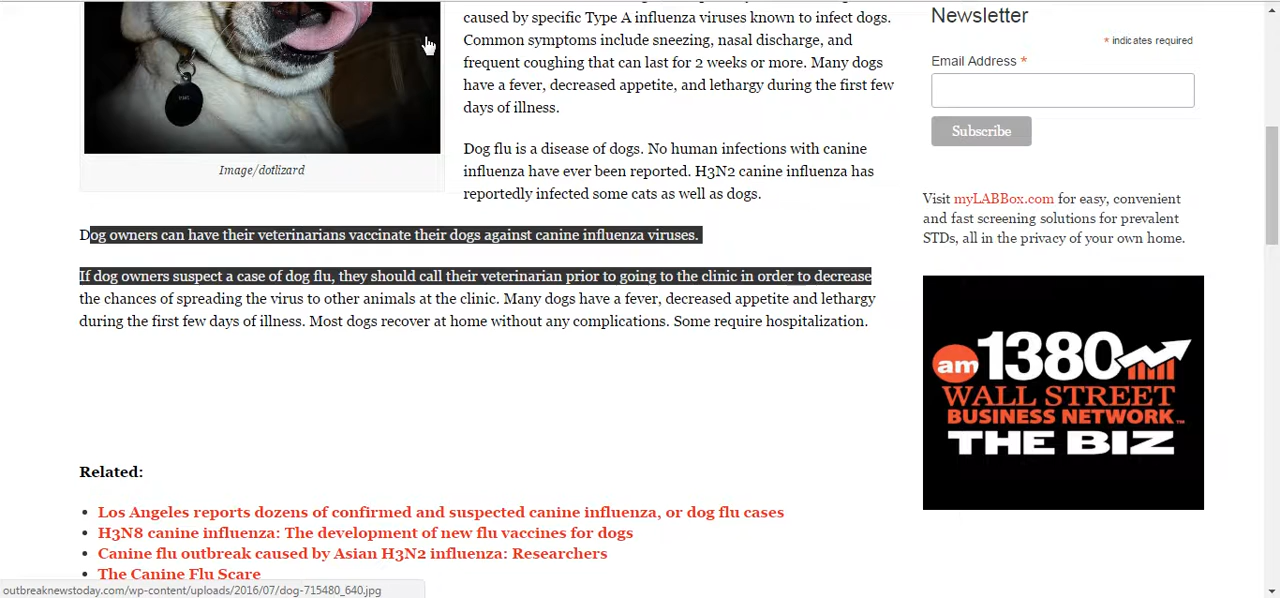 caused by specific Type A influenza viruses known to infect dogs.
Common symptoms include sneezing, nasal discharge, and
frequent coughing that can last for 2 weeks or more. Many dogs
have a fever, decreased appetite, and lethargy during the first few
days of illness.
Image/dotlizard
Dog flu is a disease of dogs. No human infections with canine
influenza have ever been reported. H3N2 canine influenza has
reportedly infected some cats as well as dogs.
Dog owners can have their veterinarians vaccinate their dogs against canine influenza viruses.
If dog owners suspect a case of dog flu, they should call their veterinarian prior to going to the clinic in order to decrease
the chances of spreading the virus to other animals at the clinic. Many dogs have a fever, decreased appetite and lethargy
during the first few days of illness. Most dogs recover at home without any complications. Some require hospitalization.
Related:
• Los Angeles reports dozens of confirmed and suspected canine influenza, or dog flu cases
• H3N8 canine influenza: The development of new flu vaccines for dogs
• Canine flu outbreak caused by Asian H3N2 influenza: Researchers
• The Canine Flu Scare
outbreaknewstoday.com/wp-content/uploads/2016/07/dog-715480_640.jpg
Newsletter
* indicates required
Email Address *
Subscribe
Visit myLABBox.com for easy, convenient
and fast screening solutions for prevalent
STDs, all in the privacy of your own home.
am 1380
WALL STREET
BUSINESS NETWORK™
THE BIZ